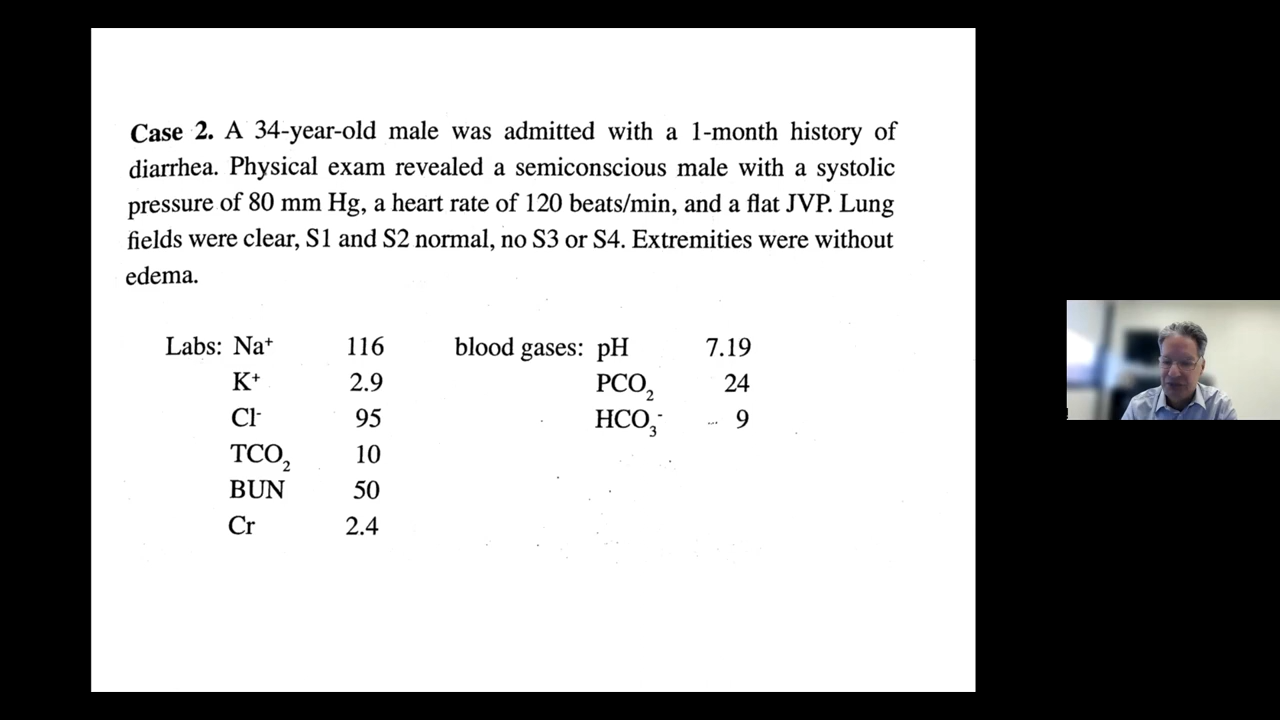 Case 2. A 34-year-old male was admitted with a 1-month history of
diarrhea. Physical exam revealed a semiconscious male with a systolic
pressure of 80 mm Hg, a heart rate of 120 beats/min, and a flat JVP. Lung
fields were clear, S1 and S2 normal, no S3 or S4. Extremities were without
edema.
Labs: Na⁺ 116 blood gases: pH 7.19
K⁺ 2.9 PCO₂ 24
Cl⁻ 95 HCO₃⁻ 9
TCO₂ 10
BUN 50
Cr 2.4